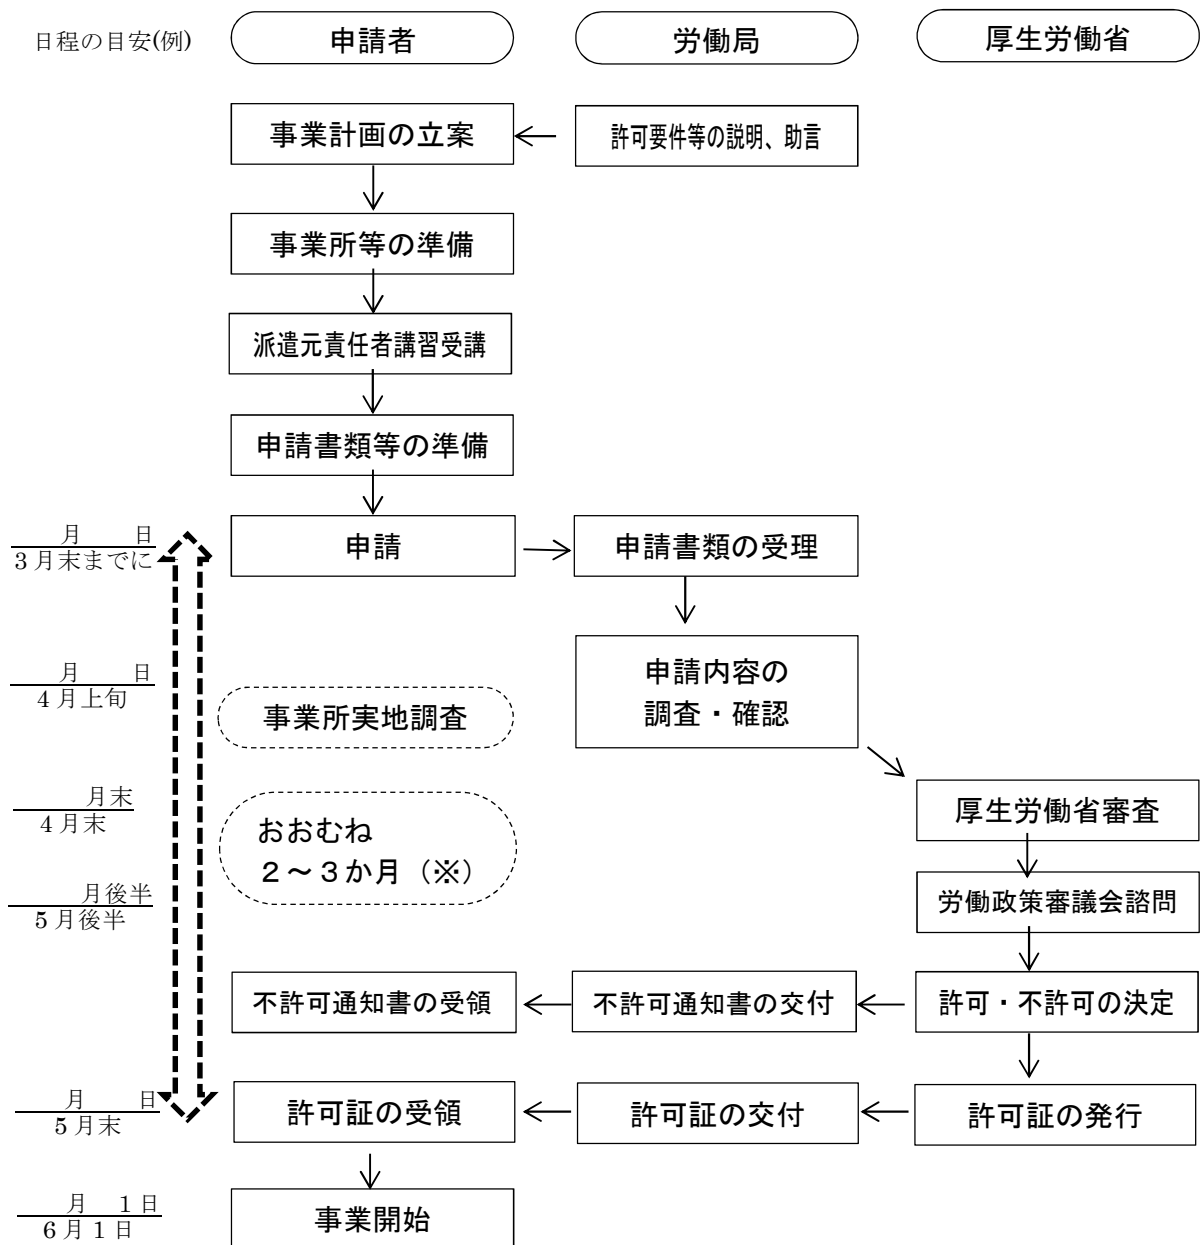 日程の目安(例)
申請者
労働局
厚生労働省
事業計画の立案
許可要件等の説明、助言
事業所等の準備
派遣元責任者講習受講
申請書類等の準備
月　　日
3月末までに
申請
申請書類の受理
月　　日
4月上旬
事業所実地調査
申請内容の
調査・確認
月末
4月末
おおむね
２～３か月（※）
厚生労働省審査
月後半
5月後半
労働政策審議会諮問
不許可通知書の受領
不許可通知書の交付
許可・不許可の決定
月　　日
5月末
許可証の受領
許可証の交付
許可証の発行
月　1日
6月1日
事業開始